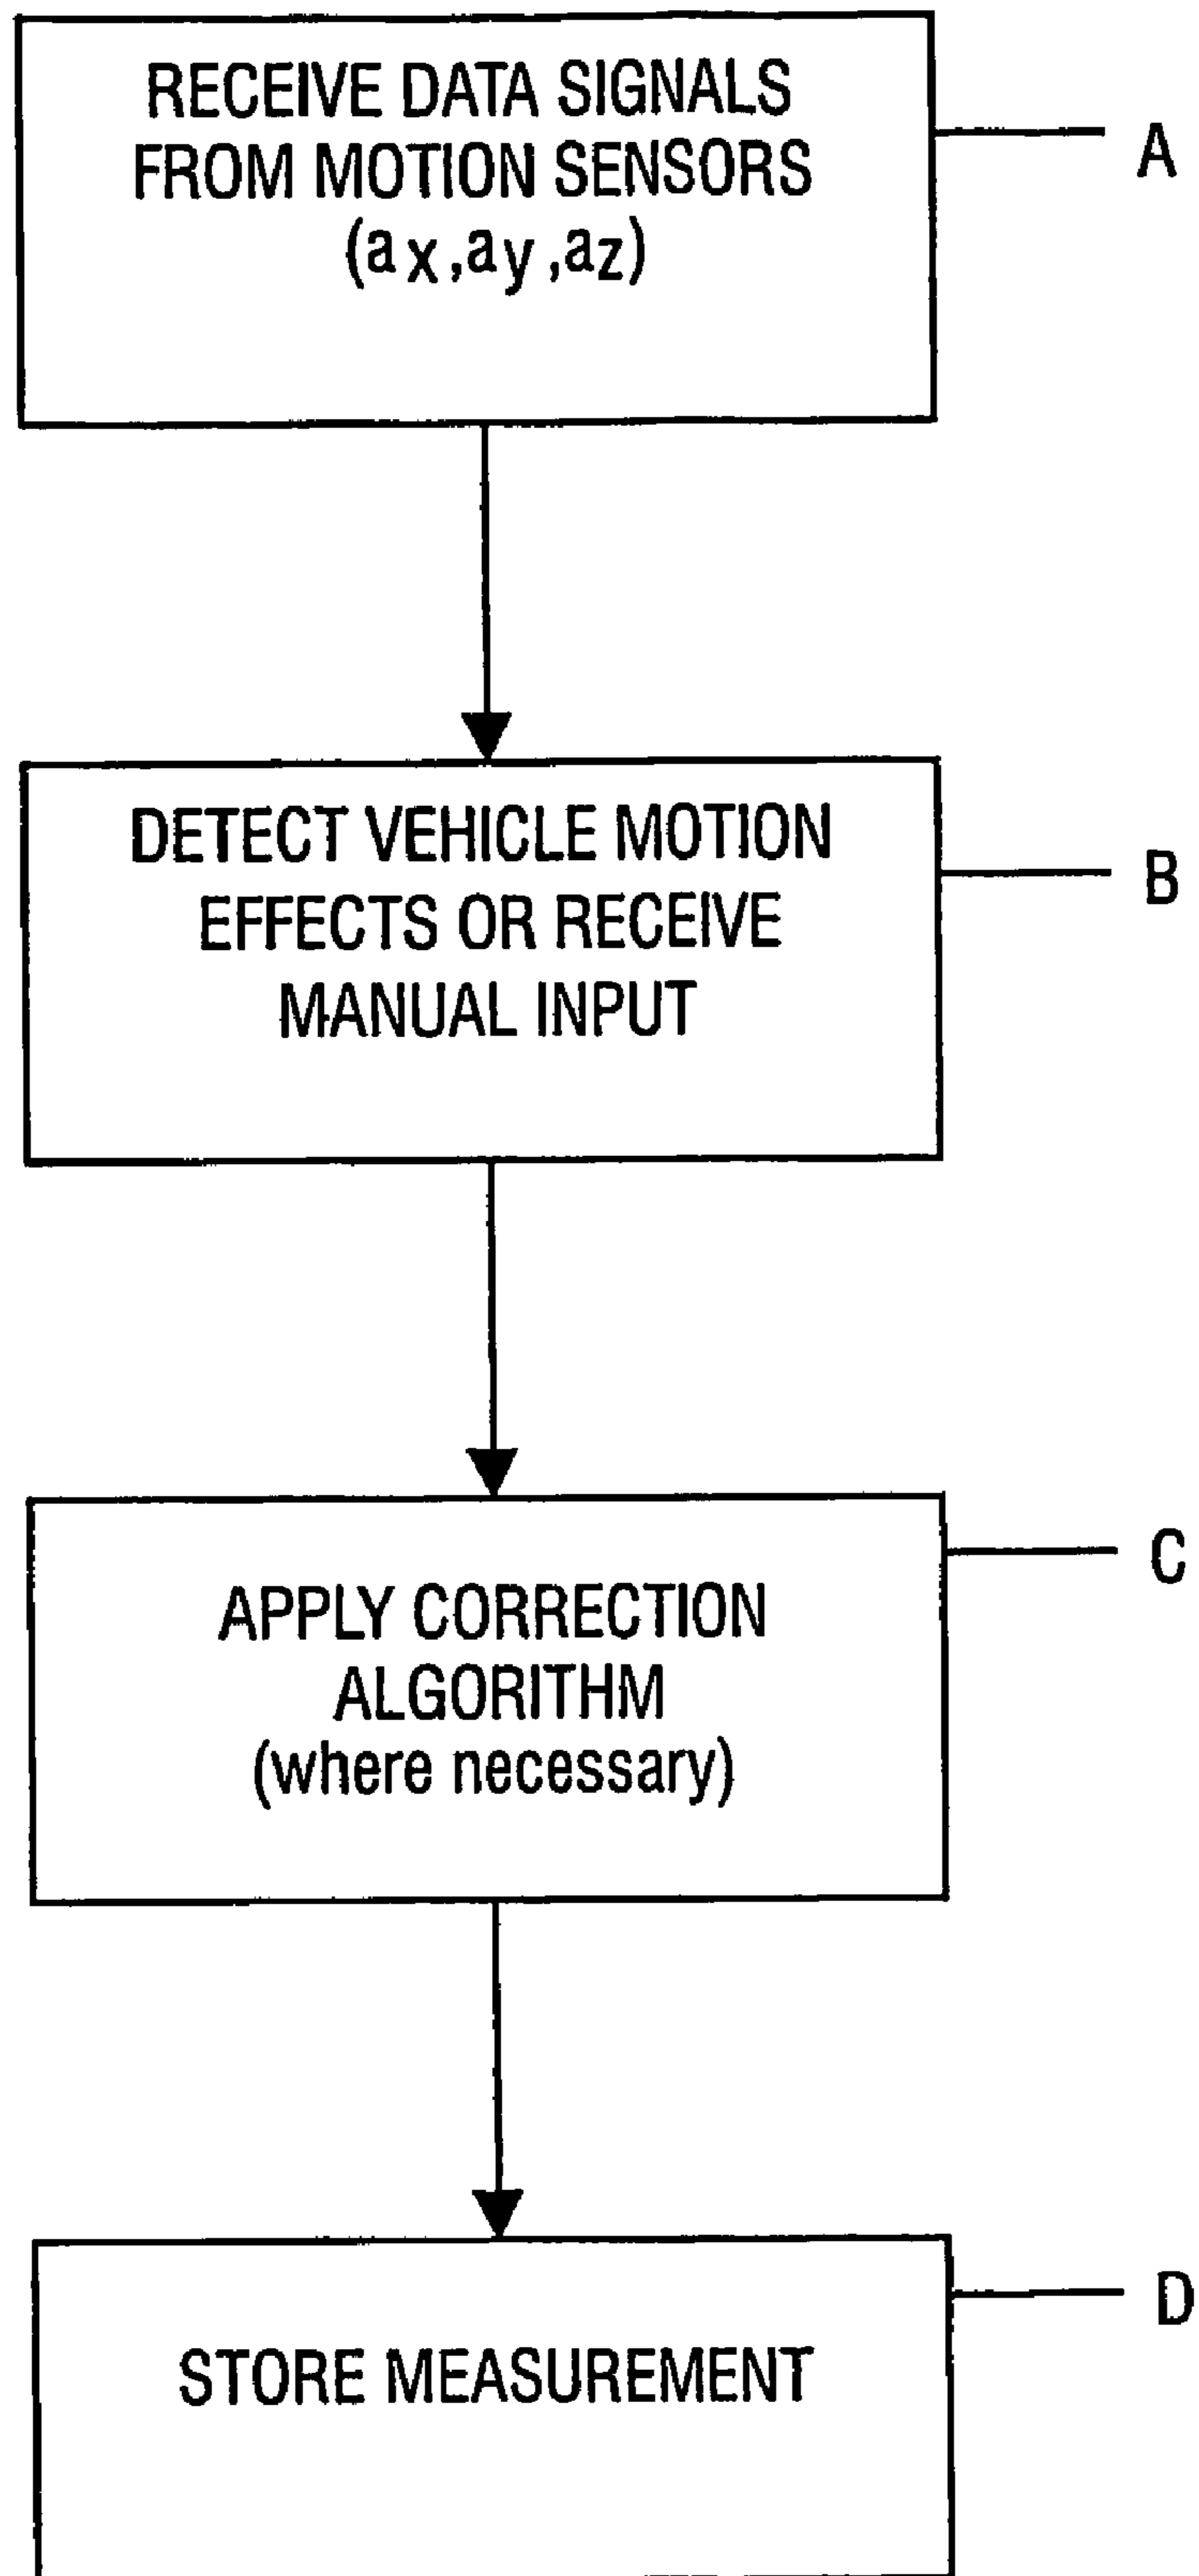 RECEIVE DATA SIGNALS
FROM MOTION SENSORS
(ax,ay,az)
A
DETECT VEHICLE MOTION
EFFECTS OR RECEIVE
MANUAL INPUT
B
APPLY CORRECTION
ALGORITHM
(where necessary)
C
STORE MEASUREMENT
D